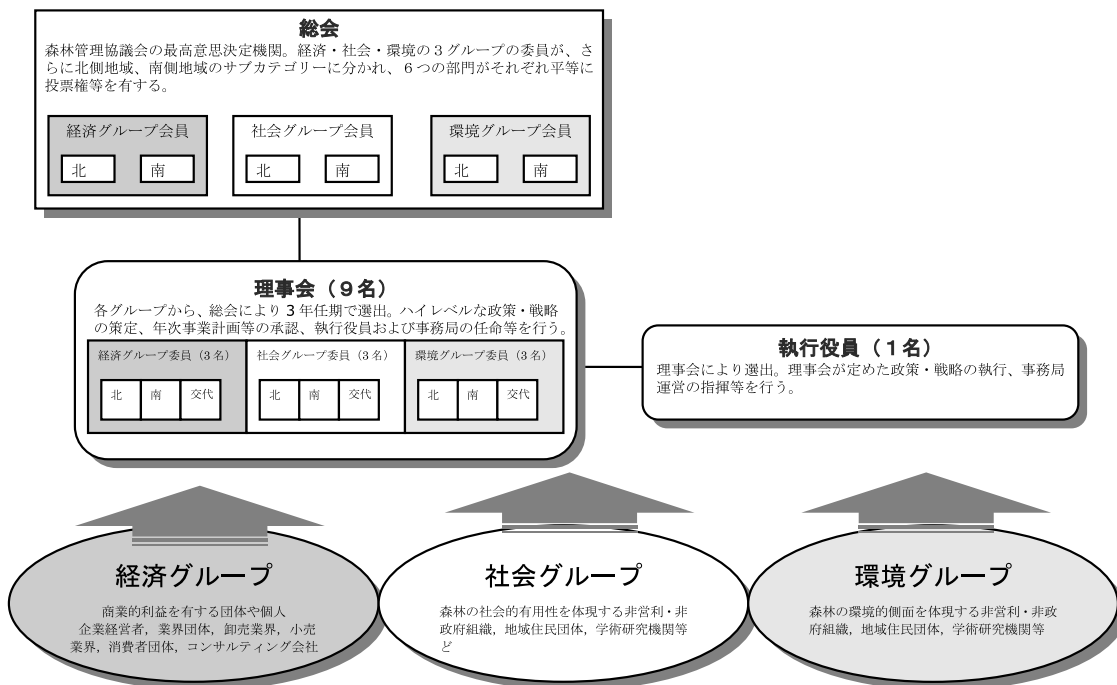 総会
森林管理協議会の最高意思決定機関。経済・社会・環境の3グループの委員が、さ
らに北側地域、南側地域のサブカテゴリーに分かれ、6つの部門がそれぞれ平等に
投票権等を有する。
経済グループ会員
北
南
社会グループ会員
北
南
環境グループ会員
北
南
理事会（9名）
各グループから、総会により3年任期で選出。ハイレベルな政策・戦略
の策定、年次事業計画等の承認、執行役員および事務局の任命等を行う。
経済グループ委員（3名）
北
南
交代
社会グループ委員（3名）
北
南
交代
環境グループ委員（3名）
北
南
交代
執行役員（1名）
理事会により選出。理事会が定めた政策・戦略の執行、事務局
運営の指揮等を行う。
経済グループ
商業的利益を有する団体や個人
企業経営者，業界団体，卸売業界，小売
業界，消費者団体，コンサルティング会社
社会グループ
森林の社会的有用性を体現する非営利・非
政府組織，地域住民団体，学術研究機関等
ど
環境グループ
森林の環境的側面を体現する非営利・非政
府組織，地域住民団体，学術研究機関等